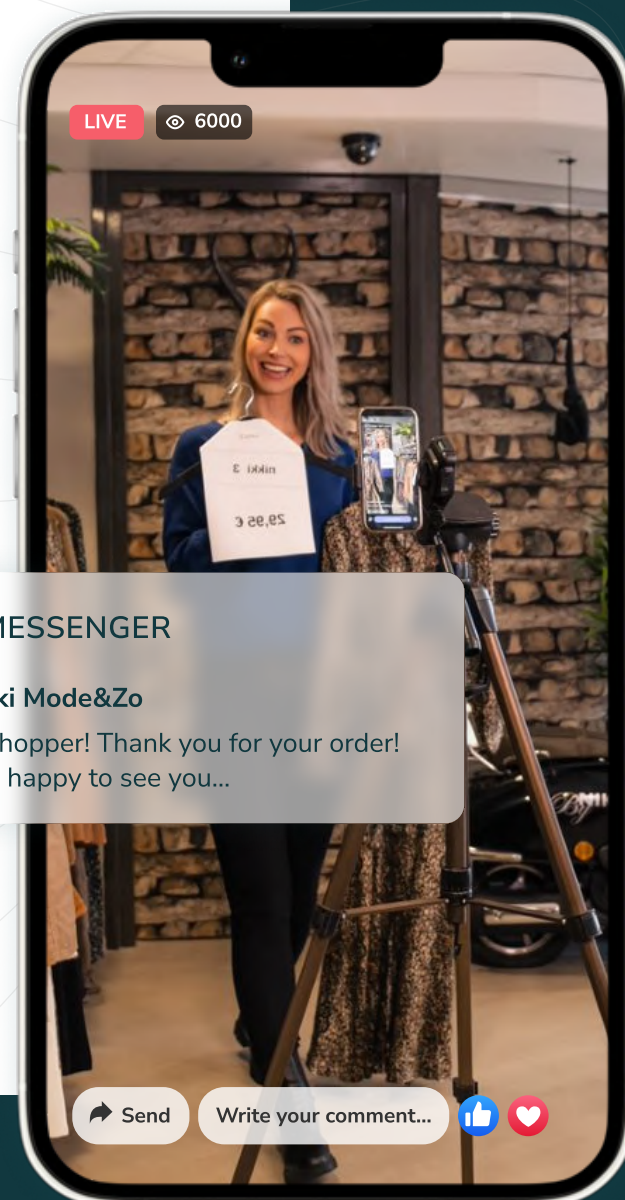 LIVE
6000
nikki 3
29,95 €
MESSENGER
ki Mode&Zo
hopper! Thank you for your order!
happy to see you...
Send
Write your comment...